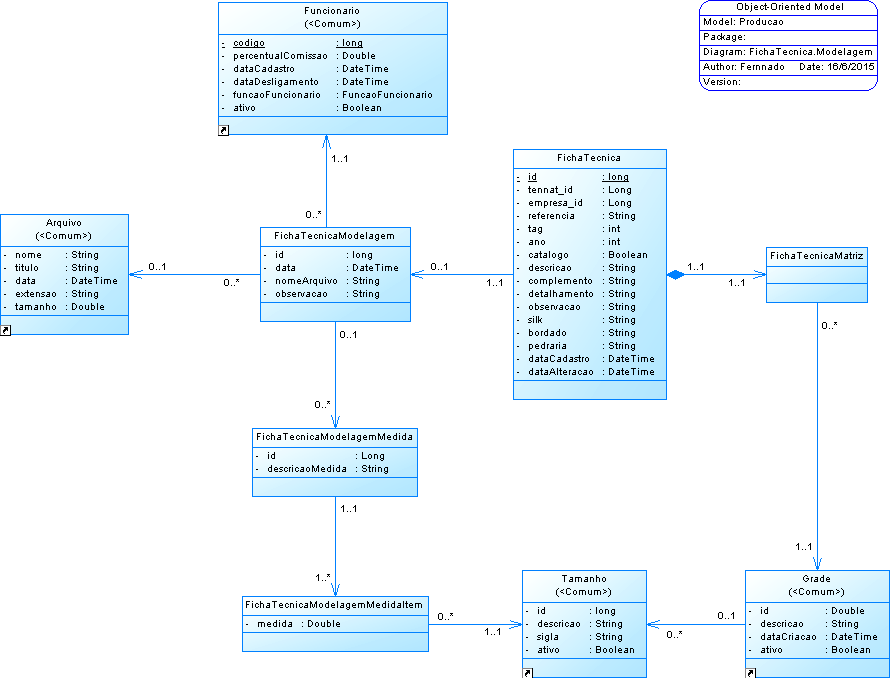 Object-Oriented Model
Model: Producao
Package:
Diagram: FichaTecnica.Modelagem
Author: Fernnado Date: 16/6/2015
Version:
Funcionario
(<Comum>)
- codigo : long
- percentualComissao : Double
- dataCadastro : DateTime
- dataDesligamento : DateTime
- funcaoFuncionario : FuncaoFuncionario
- ativo : Boolean
1..1
0..*
FichaTecnica
- id : long
- tennat_id : Long
- empresa_id : Long
- referencia : String
- tag : int
- ano : int
- catalogo : Boolean
- descricao : String
- complemento : String
- detalhamento : String
- observacao : String
- silk : String
- bordado : String
- pedraria : String
- dataCadastro : DateTime
- dataAlteracao : DateTime
Arquivo
(<Comum>)
- nome : String
- titulo : String
- data : DateTime
- extensao : String
- tamanho : Double
0..1
0..*
FichaTecnicaModelagem
- id : long
- data : DateTime
- nomeArquivo : String
- observacao : String
0..1
1..1
1..1
1..1
FichaTecnicaMatriz
0..*
1..1
0..1
0..*
FichaTecnicaModelagemMedida
- id : Long
- descricaoMedida : String
1..1
1..*
FichaTecnicaModelagemMedidaItem
- medida : Double
0..*
1..1
Tamanho
(<Comum>)
- id : long
- descricao : String
- sigla : String
- ativo : Boolean
0..1
0..*
Grade
(<Comum>)
- id : Double
- descricao : String
- dataCriacao : DateTime
- ativo : Boolean